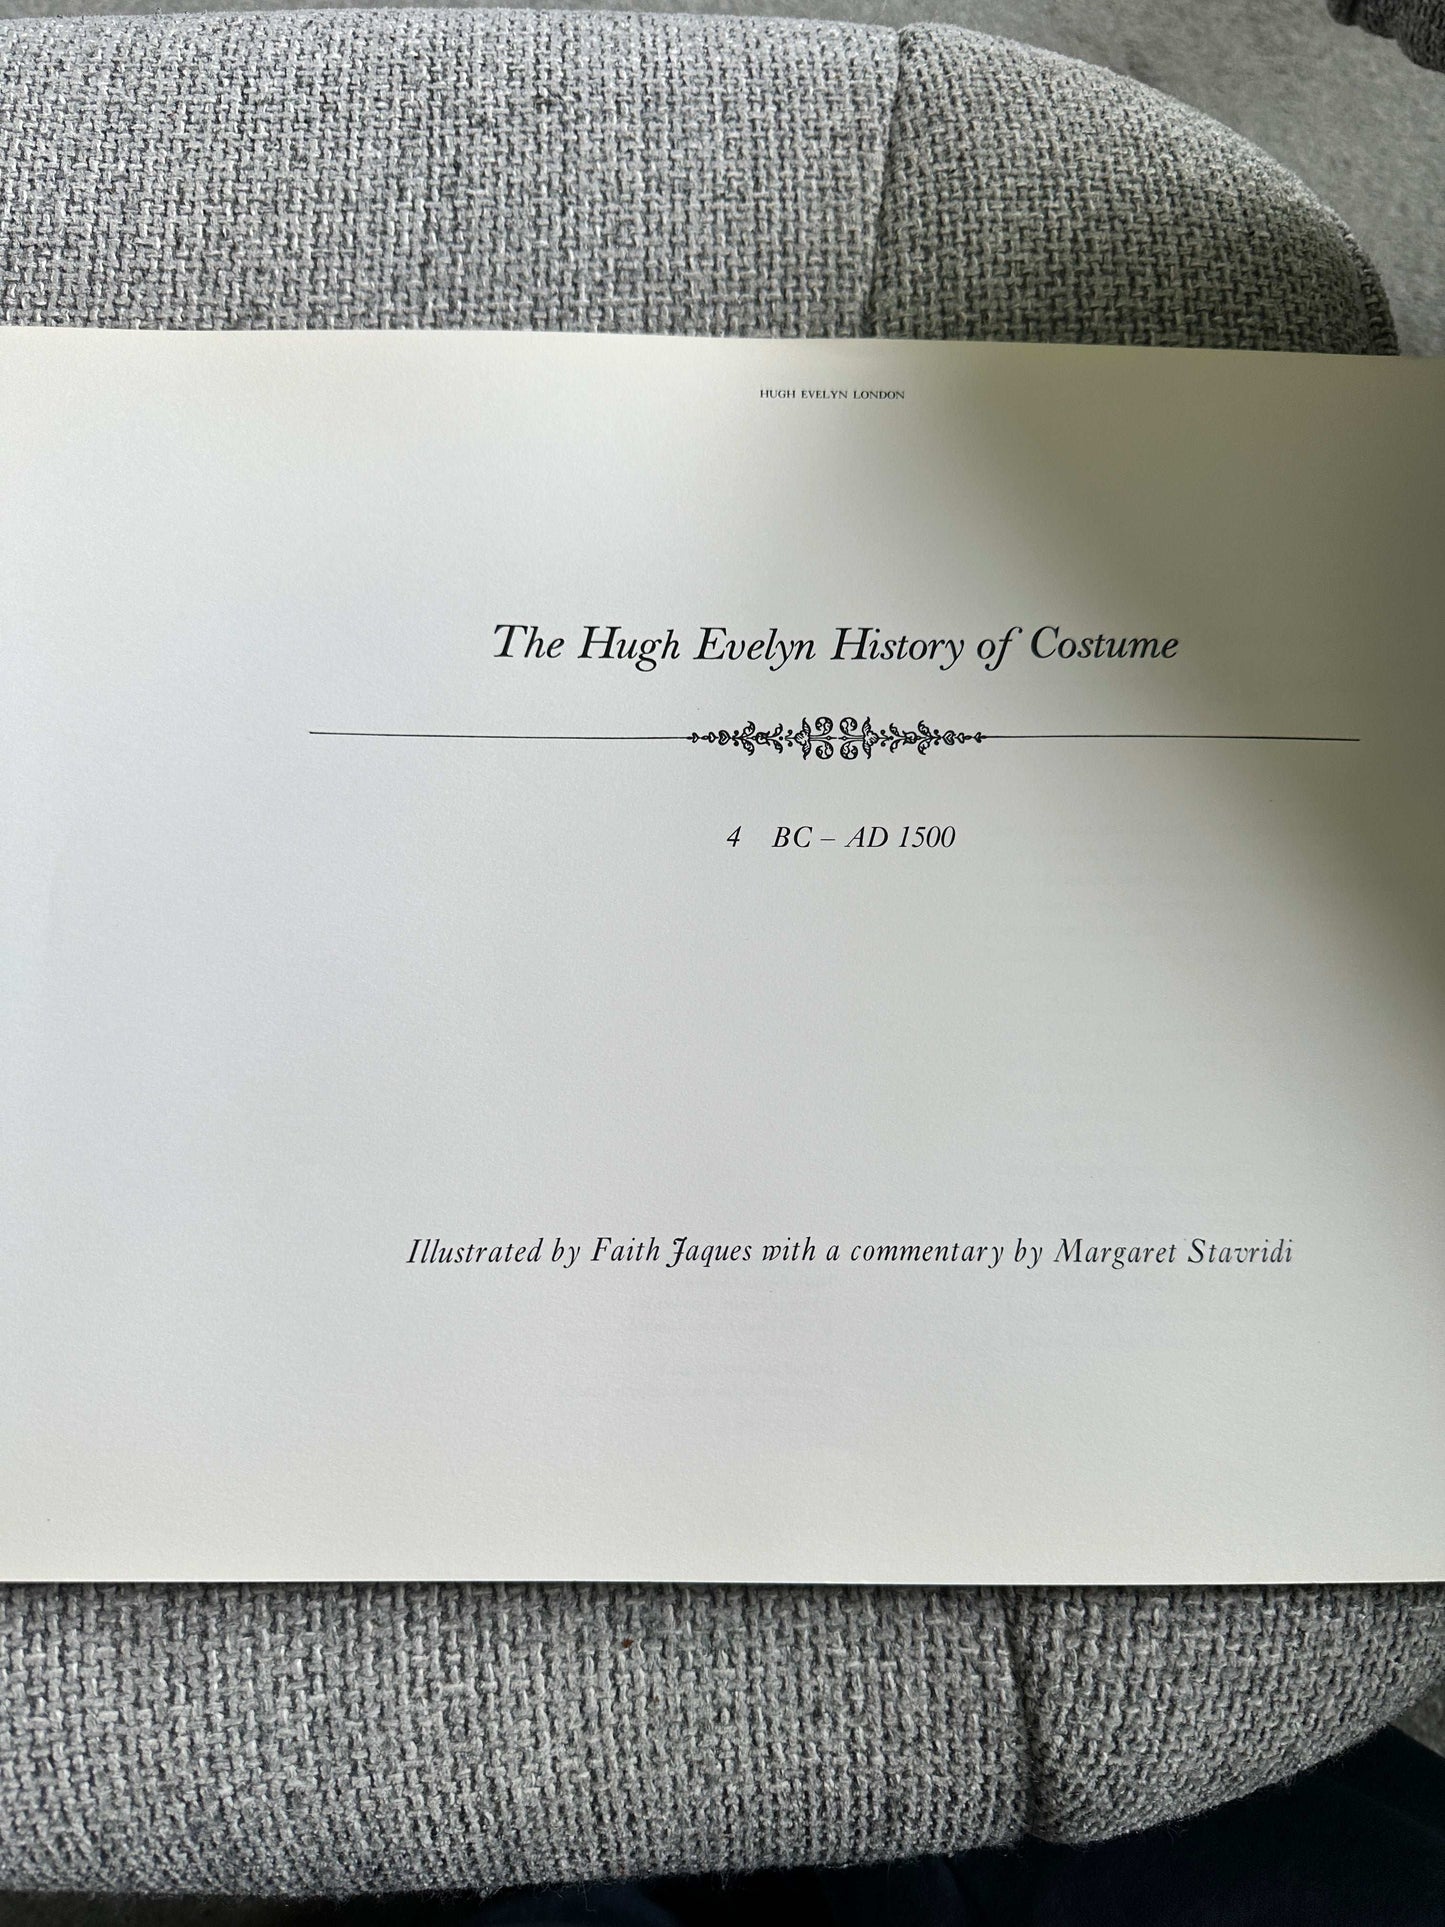 HUGH EVELYN LONDON
The Hugh Evelyn History of Costume
4 BC – AD 1500
Illustrated by Faith Jaques with a commentary by Margaret Stavridi